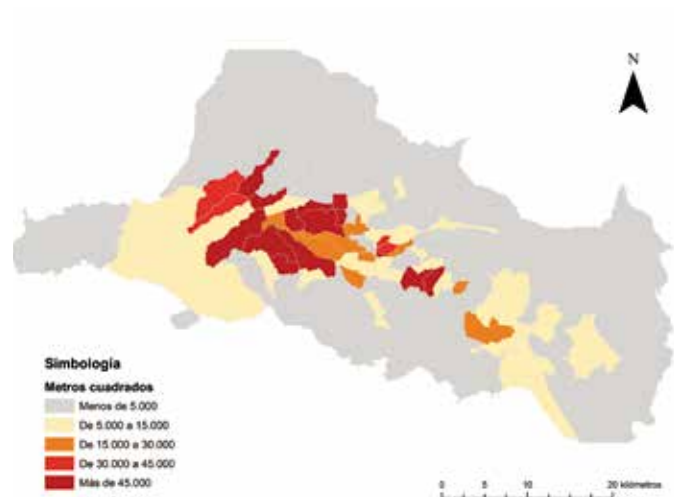 N
Simbología
Metros cuadrados
Menos de 5.000
De 5.000 a 15.000
De 15.000 a 30.000
De 30.000 a 45.000
Más de 45.000
0 5 10 20 kilómetros